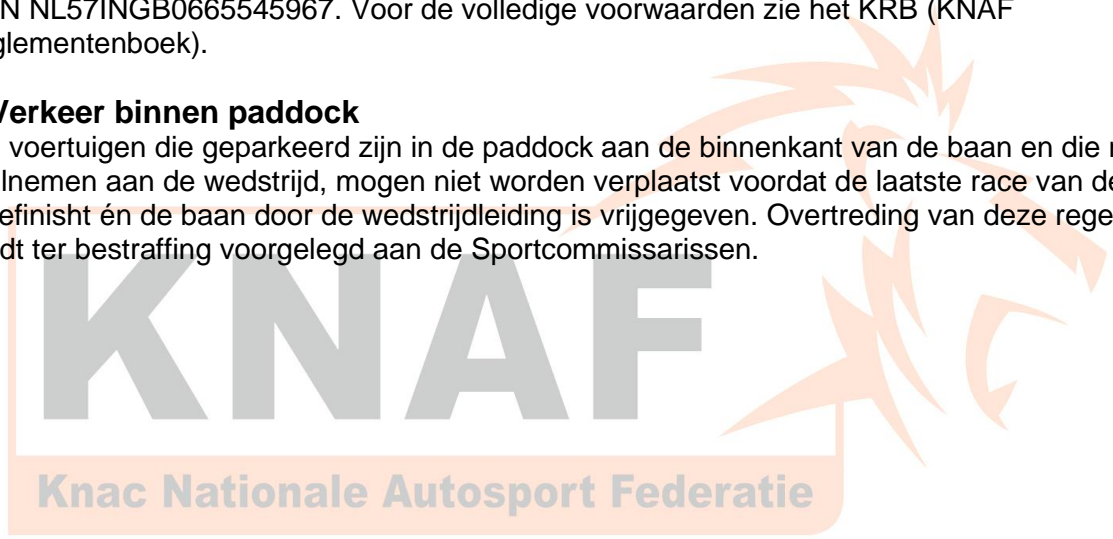 N NL57INGB0665545967. Voor de volledige voorwaarden zie het KRB (KNAF
glementenboek).
Verkeer binnen paddock
voertuigen die geparkeerd zijn in de paddock aan de binnenkant van de baan en die
lnemen aan de wedstrijd, mogen niet worden verplaatst voordat de laatste race van de
efinisht én de baan door de wedstrijdleiding is vrijgegeven. Overtreding van deze rege
dt ter bestraffing voorgelegd aan de Sportcommissarissen.
KNAF
Knac Nationale Autosport Federatie